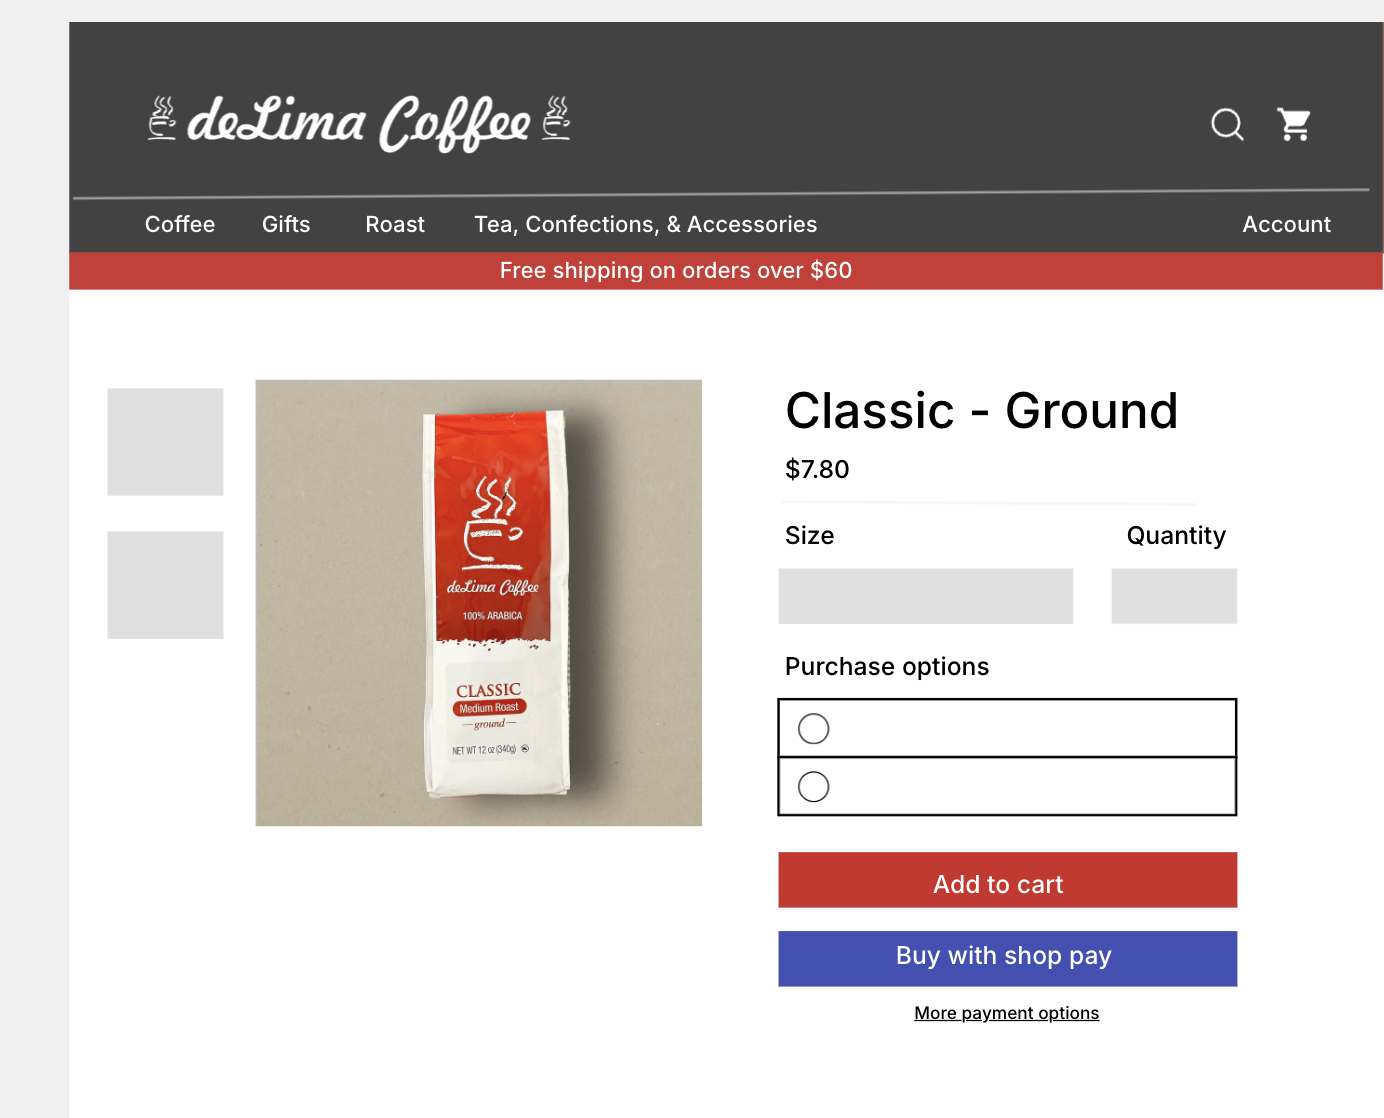 deLima Coffee
Coffee Gifts Roast Tea, Confections, & Accessories Account
Free shipping on orders over $60
Classic - Ground
$7.80
Size Quantity
Purchase options
Add to cart
Buy with shop pay
More payment options
deLima Coffee
100% ARABICA
CLASSIC
Medium Roast
ground
NET WT 12 oz (340g)